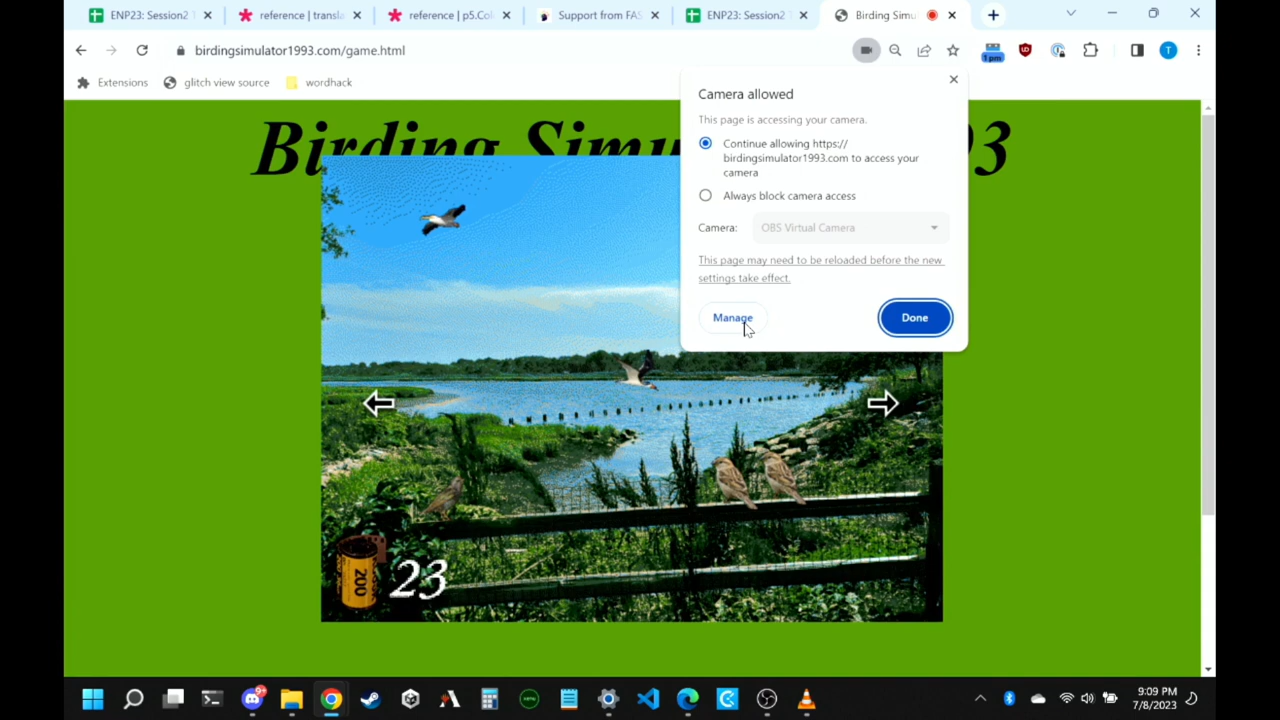 ENP23: Session2 T
reference | transla
reference | p5.Col
Support from FAS
ENP23: Session2 T
Birding Simu
birdingsimulator1993.com/game.html
1pm
T
Extensions
glitch view source
wordhack
Camera allowed
This page is accessing your camera.
Continue allowing https://
birdingsimulator1993.com to access your
camera
Always block camera access
Camera:
OBS Virtual Camera
This page may need to be reloaded before the new
settings take effect.
Manage
Done
Birding Simu
93
200
23
9+
9:09 PM
7/8/2023